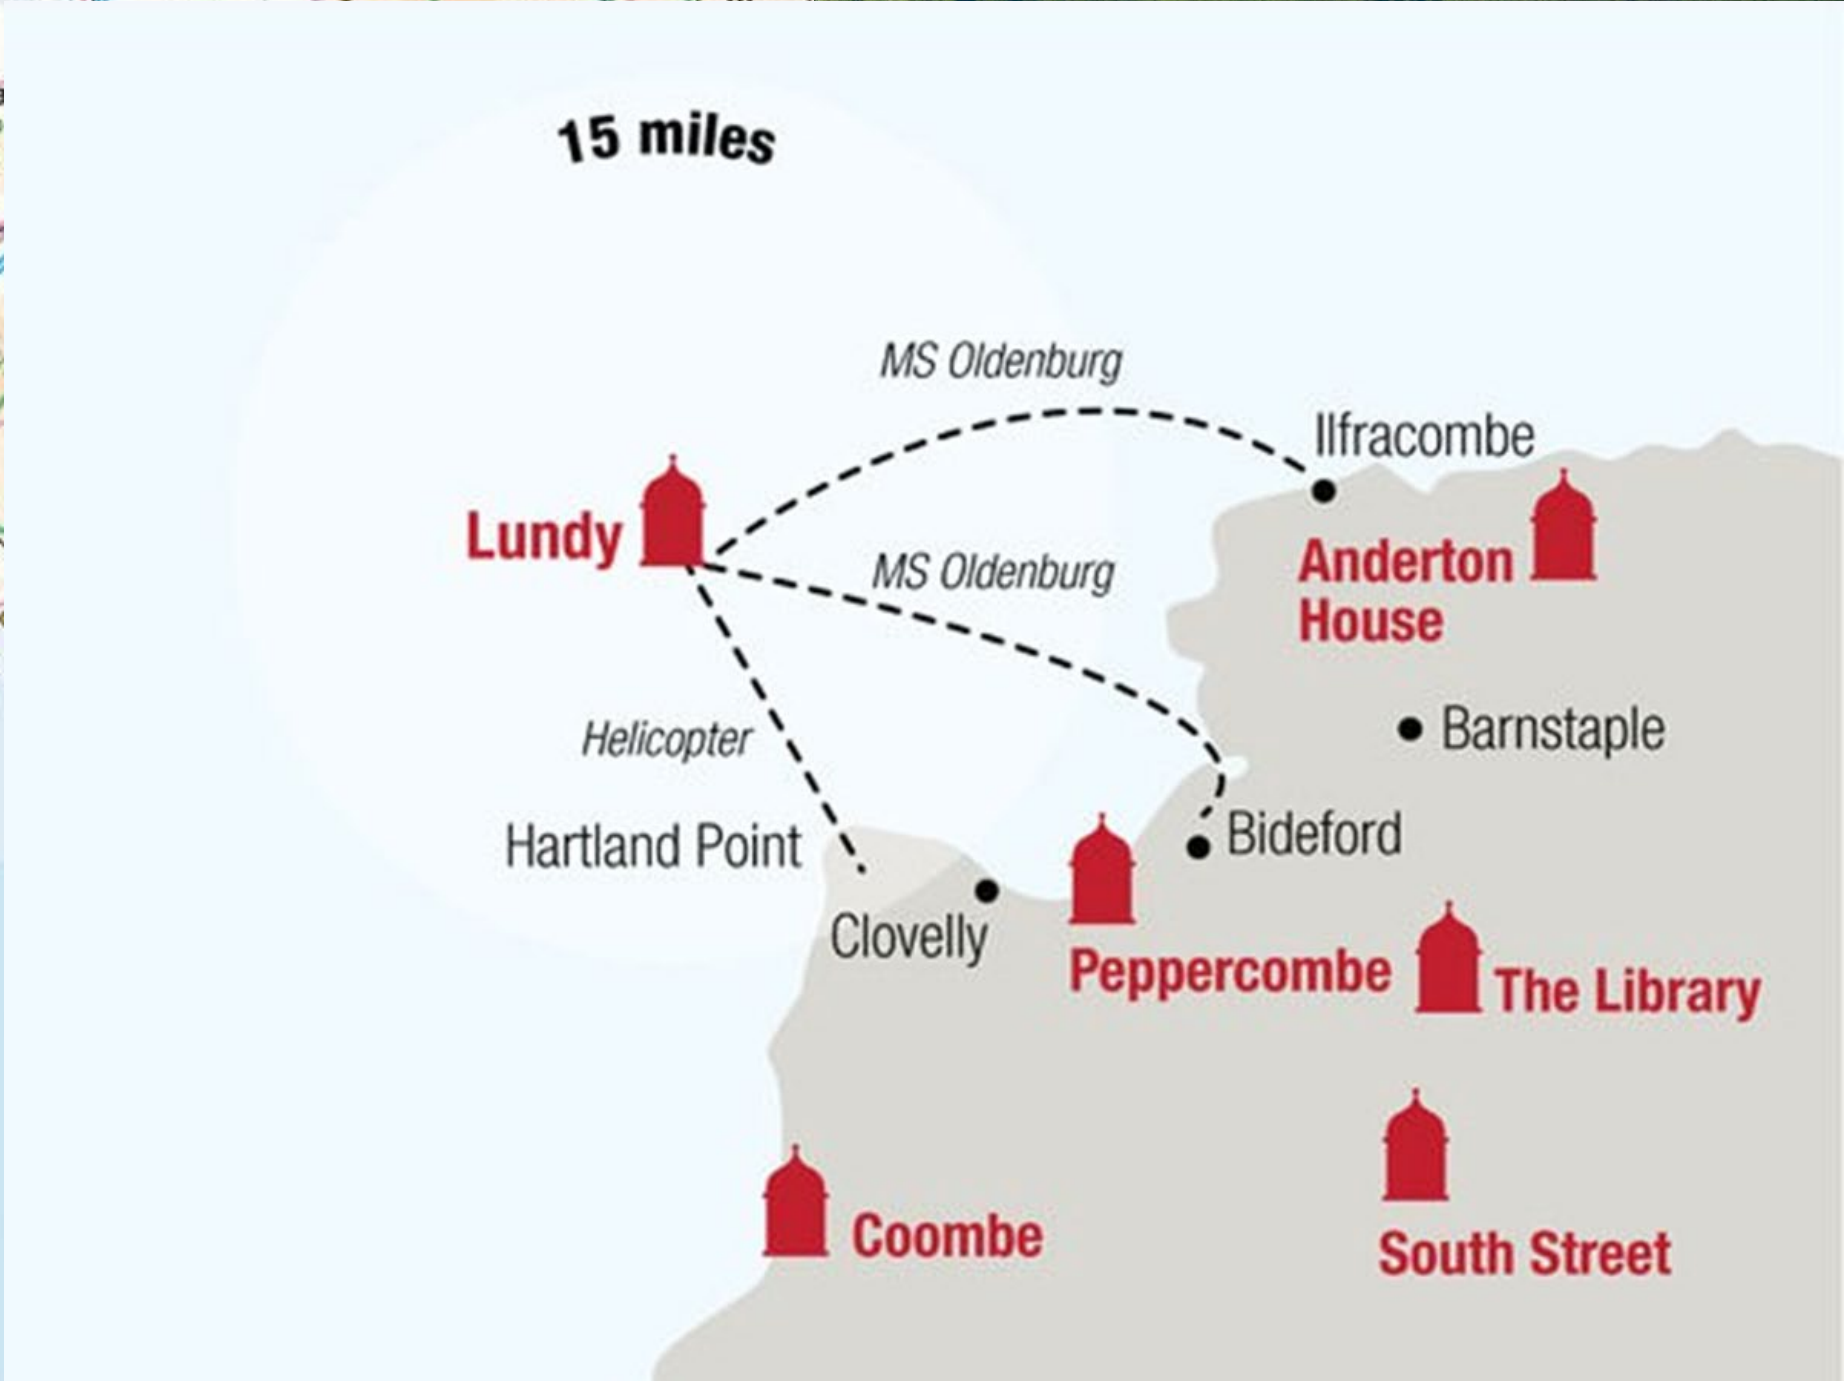 15 miles
MS Oldenburg
Ilfracombe
Lundy
Anderton
House
MS Oldenburg
Barnstaple
Helicopter
Hartland Point
Bideford
Clovelly
Peppercombe
The Library
Coombe
South Street